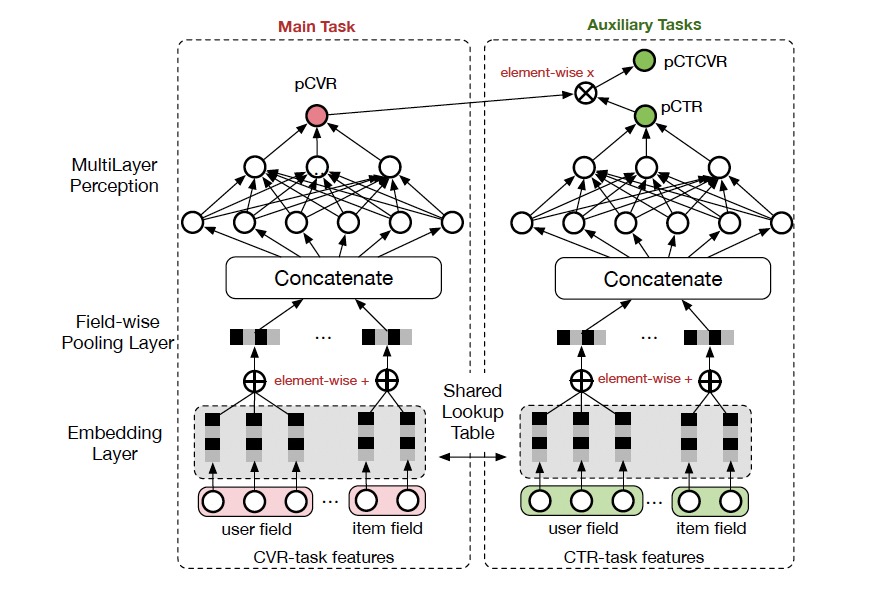 Main Task
Auxiliary Tasks
pCTCVR
element-wise x
pCVR
pCTR
MultiLayer
Perception
Concatenate
Concatenate
Field-wise
Pooling Layer
...
...
element-wise +
element-wise +
Shared
Lookup
Table
Embedding
Layer
...
...
user field
item field
user field
item field
CVR-task features
CTR-task features